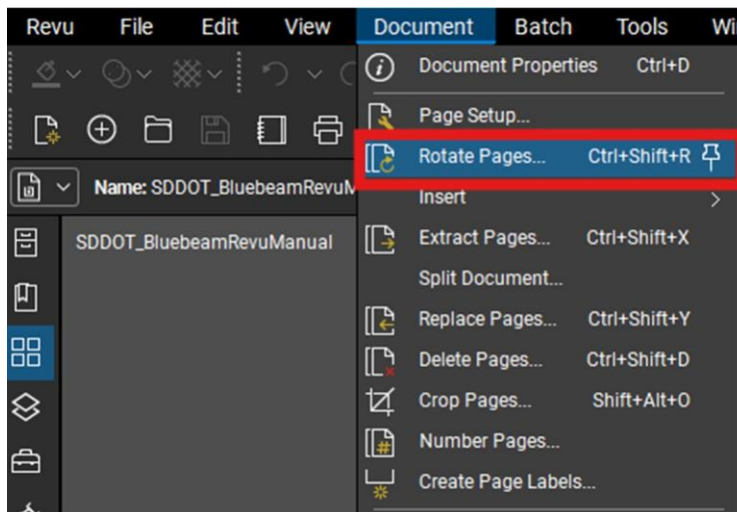 Revu File Edit View Document Batch Tools
Document Properties Ctrl+D
Page Setup...
Rotate Pages... Ctrl+Shift+R
Name: SDDOT_BluebeamRevuM
Insert
SDDOT_BluebeamRevuManual
Extract Pages... Ctrl+Shift+X
Split Document...
Replace Pages... Ctrl+Shift+Y
Delete Pages... Ctrl+Shift+D
Crop Pages... Shift+Alt+O
Number Pages...
Create Page Labels...